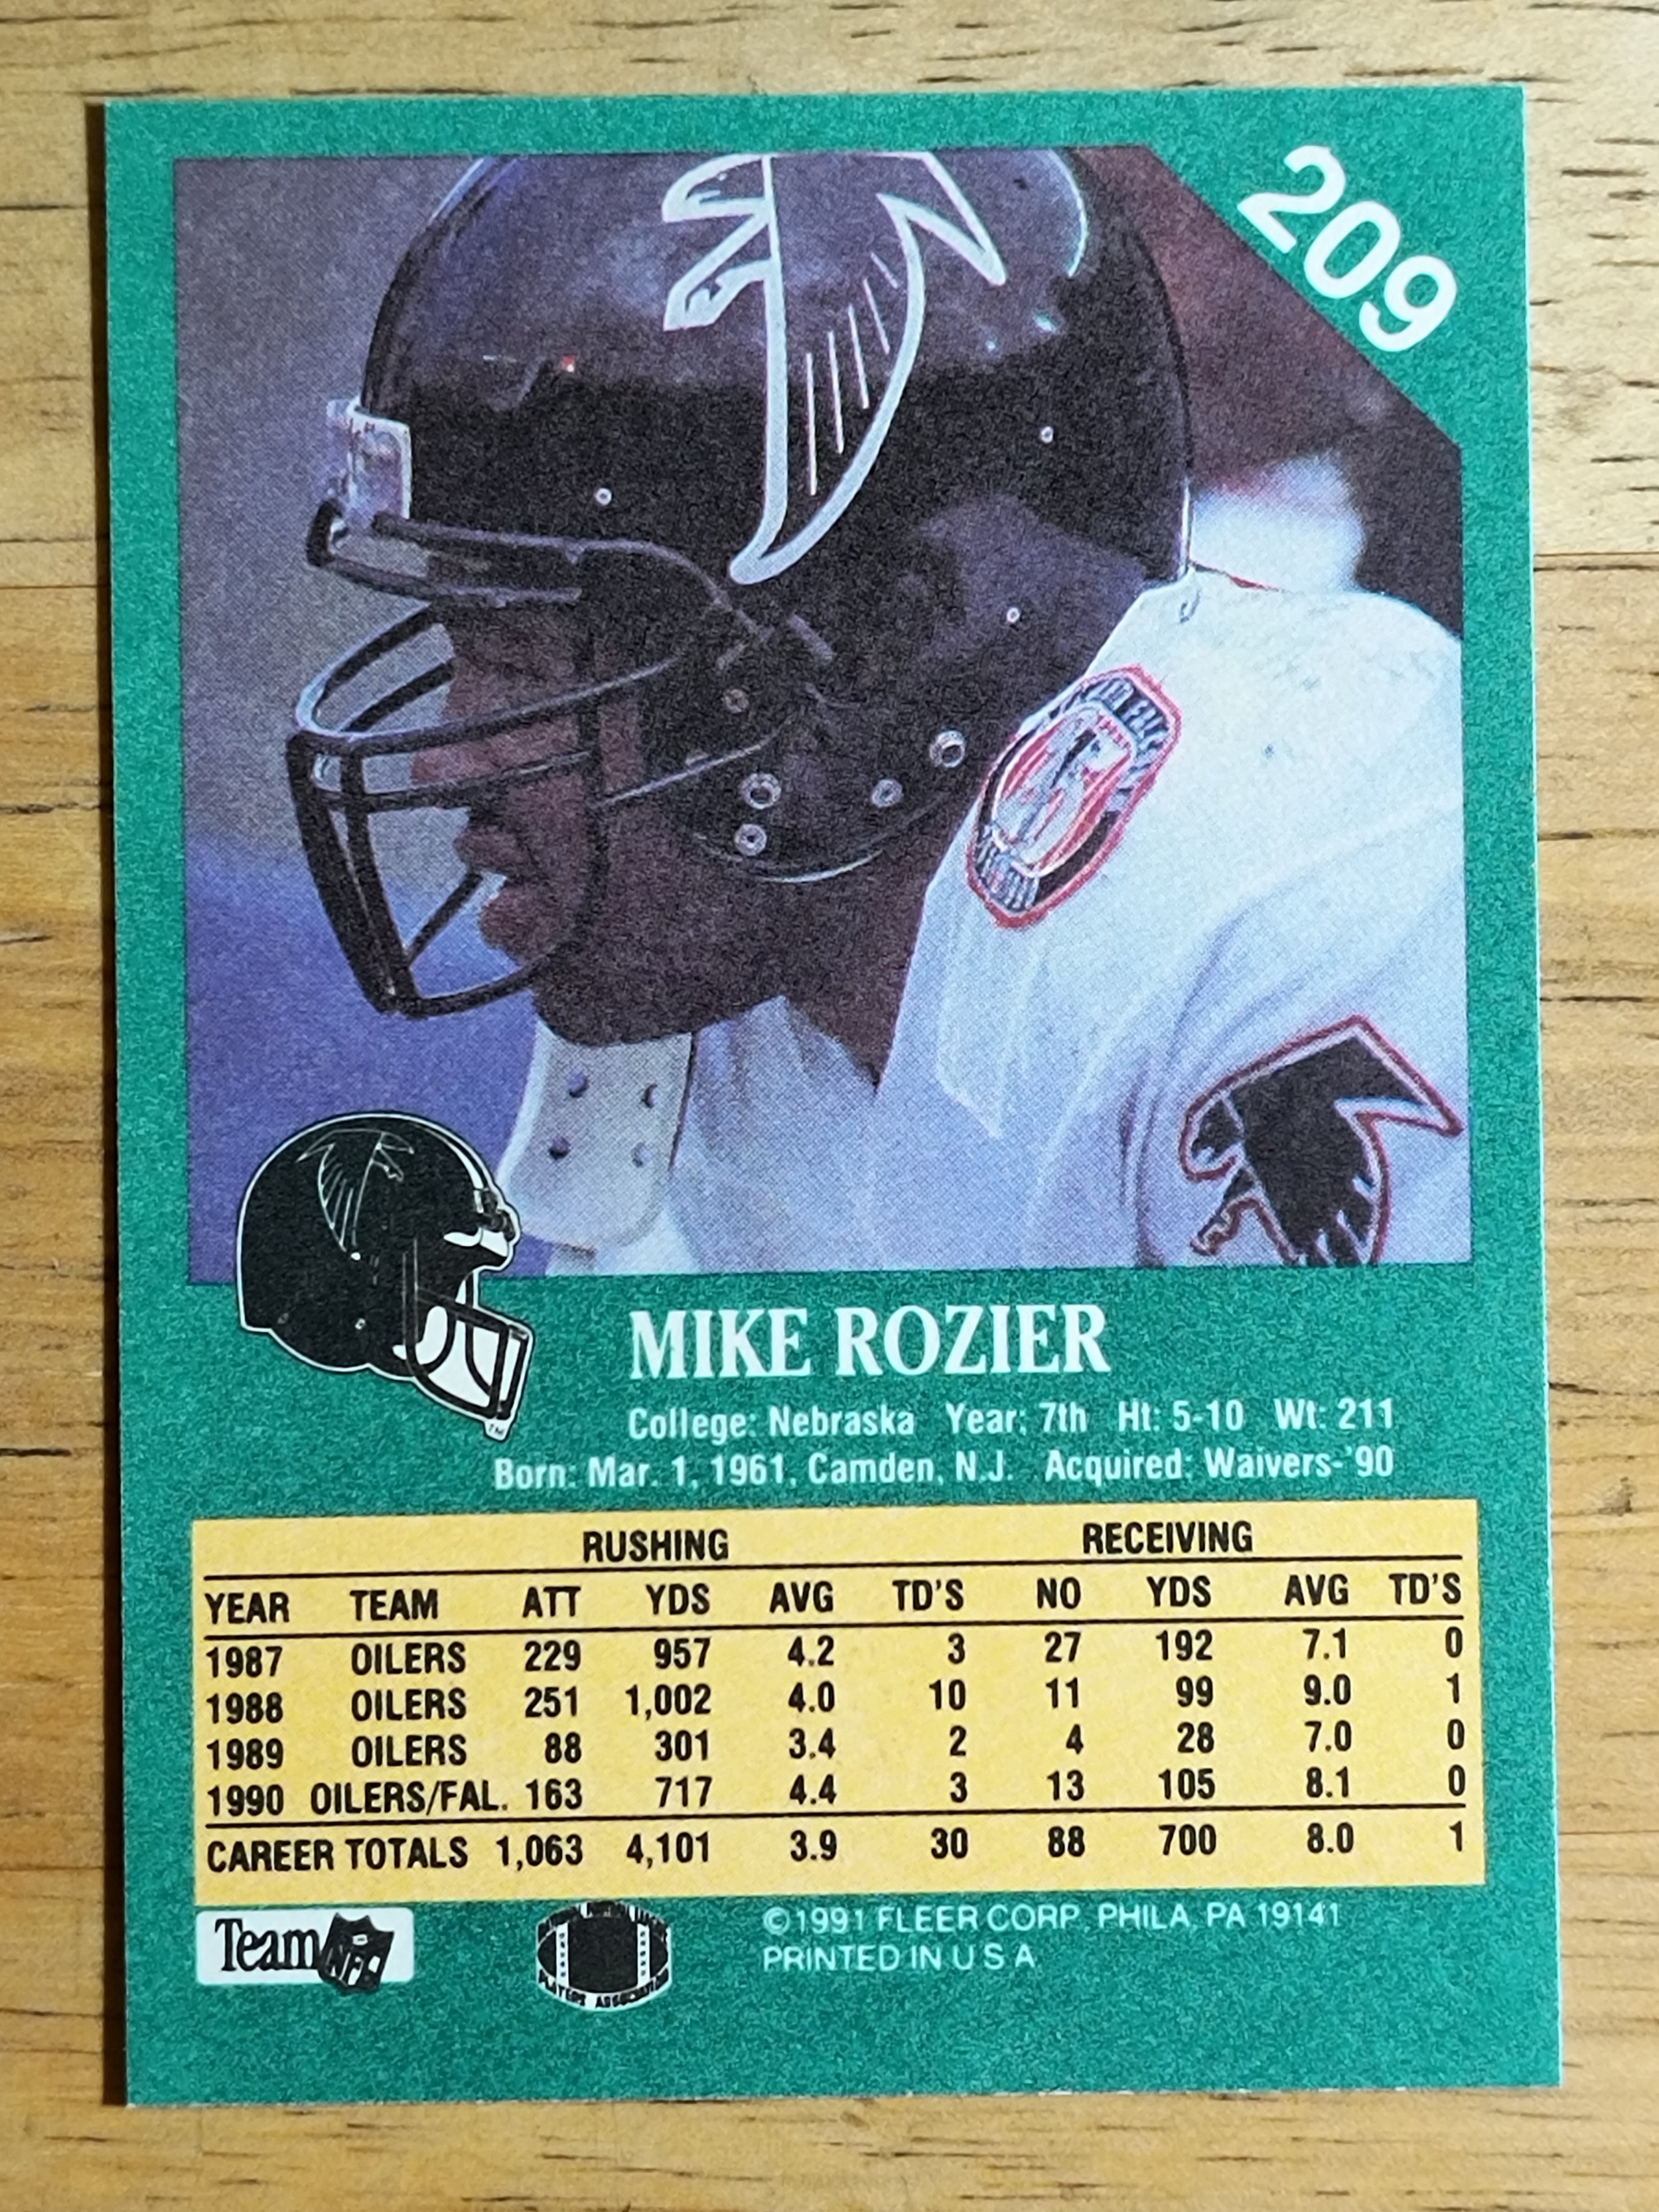 209
MIKE ROZIER
College: Nebraska Year: 7th Ht: 5-10 Wt: 211
Born: Mar. 1, 1961, Camden, N.J. Acquired: Waivers-'90
RUSHING RECEIVING
YEAR TEAM ATT YDS AVG TD'S NO YDS AVG TD'S
1987 OILERS 229 957 4.2 3 27 192 7.1 0
1988 OILERS 251 1,002 4.0 10 11 99 9.0 1
1989 OILERS 88 301 3.4 2 4 28 7.0 0
1990 OILERS/FAL. 163 717 4.4 3 13 105 8.1 0
CAREER TOTALS 1,063 4,101 3.9 30 88 700 8.0 1
Team NFL
PLAYERS ASSOCIATION
©1991 FLEER CORP. PHILA. PA 19141
PRINTED IN U S A